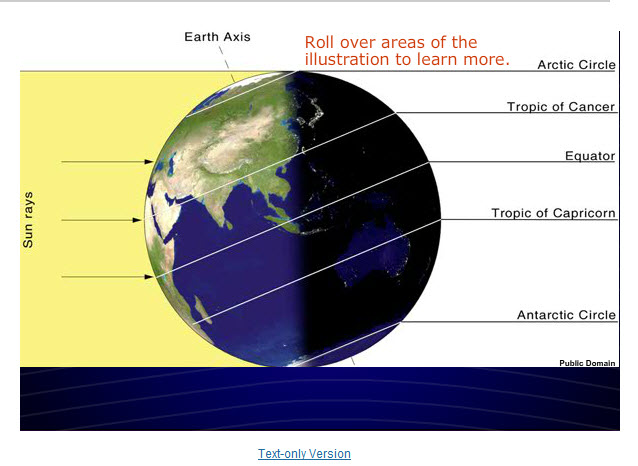 Earth Axis
Roll over areas of the
illustration to learn more.
Arctic Circle
Tropic of Cancer
Equator
Sun rays
Tropic of Capricorn
Antarctic Circle
Public Domain
Text-only Version